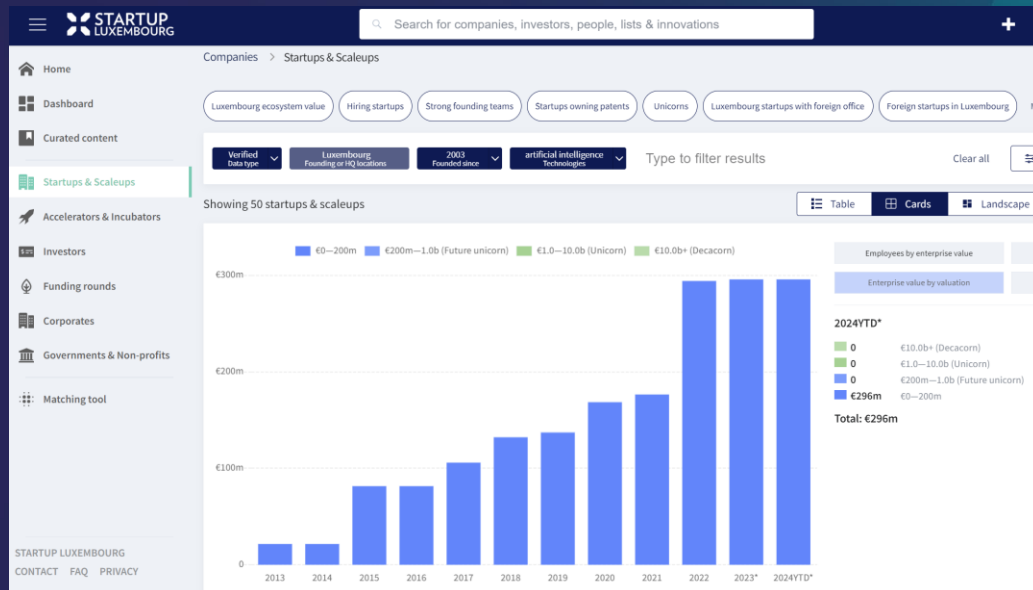 STARTUP
LUXEMBOURG
Search for companies, investors, people, lists & innovations
Home
Dashboard
Curated content
Startups & Scaleups
Accelerators & Incubators
Investors
Funding rounds
Corporates
Governments & Non-profits
Matching tool
STARTUP LUXEMBOURG
CONTACT FAQ PRIVACY
Companies > Startups & Scaleups
Luxembourg ecosystem value Hiring startups Strong founding teams Startups owning patents Unicorns Luxembourg startups with foreign office Foreign startups in Luxembourg
Verified
Data type
Luxembourg
Founding or HQ locations
2003
Founded since
artificial intelligence
Technologies
Type to filter results
Clear all
Showing 50 startups & scaleups
Table Cards Landscape
€0—200m €200m—1.0b (Future unicorn) €1.0—10.0b (Unicorn) €10.0b+ (Decacorn)
€300m
€200m
€100m
0
2013 2014 2015 2016 2017 2018 2019 2020 2021 2022 2023* 2024YTD*
Employees by enterprise value
Enterprise value by valuation
2024YTD*
0 €10.0b+ (Decacorn)
0 €1.0—10.0b (Unicorn)
0 €200m—1.0b (Future unicorn)
€296m €0—200m
Total: €296m